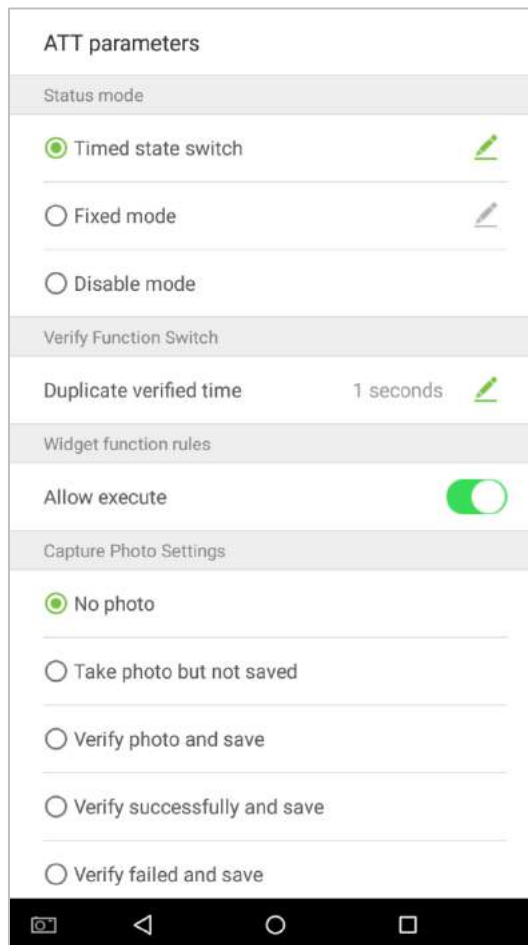 ATT parameters
Status mode
Timed state switch
Fixed mode
Disable mode
Verify Function Switch
Duplicate verified time 1 seconds
Widget function rules
Allow execute
Capture Photo Settings
No photo
Take photo but not saved
Verify photo and save
Verify successfully and save
Verify failed and save